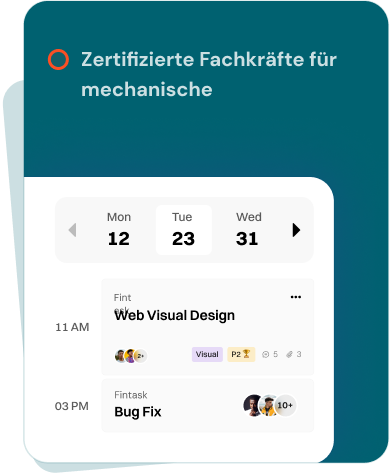 Zertifizierte Fachkräfte für
mechanische
Mon Tue Wed
12 23 31
Fint
ask
11 AM Web Visual Design
2+ Visual P2 5 3
Fintask
03 PM Bug Fix 10+